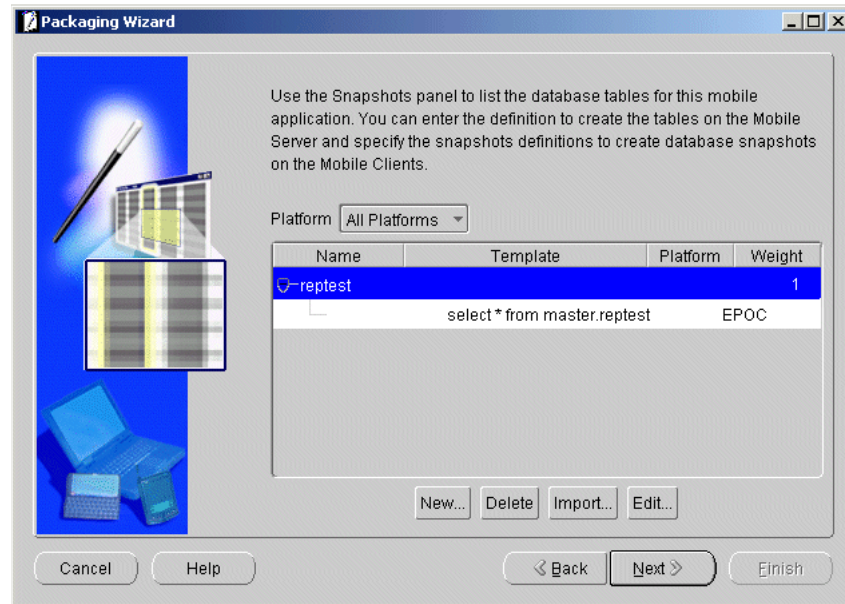 Packaging Wizard
Use the Snapshots panel to list the database tables for this mobile
application. You can enter the definition to create the tables on the Mobile
Server and specify the snapshots definitions to create database snapshots
on the Mobile Clients.
Platform All Platforms
Name Template Platform Weight
reptest 1
select * from master.reptest EPOC
New... Delete Import... Edit...
Cancel Help Back Next Finish